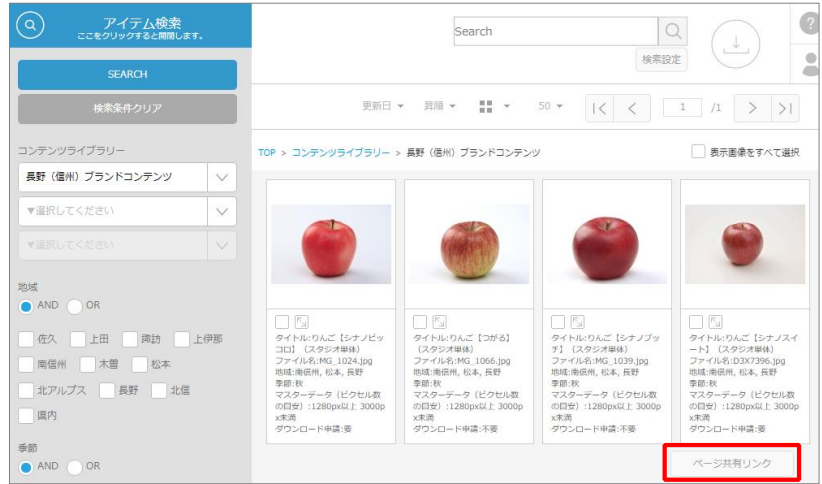 アイテム検索
ここをクリックすると開閉します。
SEARCH
検索条件クリア
コンテンツライブラリー
長野（信州）ブランドコンテンツ
▼選択してください
▼選択してください
地域
AND OR
佐久 上田 諏訪 上伊那
南信州 木曽 松本
北アルプス 長野 北信
県内
季節
AND OR
Search
検索設定
?
更新日 昇順 50 1 /1
TOP > コンテンツライブラリー > 長野（信州）ブランドコンテンツ
表示画像をすべて選択
タイトル:りんご【シナノピッ
コロ】（スタジオ単体）
ファイル名:MG_1024.jpg
地域:南信州, 松本, 長野
季節:秋
マスターデータ（ピクセル数
の目安）:1280px以上 3000p
x未満
ダウンロード申請:要
タイトル:りんご【つがる】
（スタジオ単体）
ファイル名:MG_1066.jpg
地域:南信州, 松本, 長野
季節:秋
マスターデータ（ピクセル数
の目安）:1280px以上 3000p
x未満
ダウンロード申請:不要
タイトル:りんご【シナノプッ
チ】（スタジオ単体）
ファイル名:MG_1039.jpg
地域:南信州, 松本, 長野
季節:秋
マスターデータ（ピクセル数
の目安）:1280px以上 3000p
x未満
ダウンロード申請:不要
タイトル:りんご【シナノスイ
ート】（スタジオ単体）
ファイル名:D3X7396.jpg
地域:南信州, 松本, 長野
季節:秋
マスターデータ（ピクセル数
の目安）:1280px以上 3000p
x未満
ダウンロード申請:要
ページ共有リンク